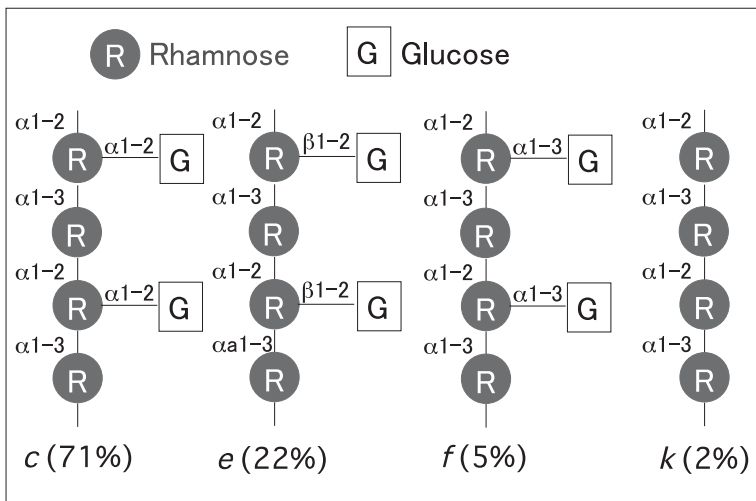 R Rhamnose G Glucose
α1-2 α1-2 α1-2 α1-2
R α1-2 G R β1-2 G R α1-3 G R
α1-3 α1-3 α1-3 α1-3
R R R R
α1-2 α1-2 α1-2 α1-2
R α1-2 G R β1-2 G R α1-3 G R
α1-3 αa1-3 α1-3 α1-3
R R R R
c (71%) e (22%) f (5%) k (2%)